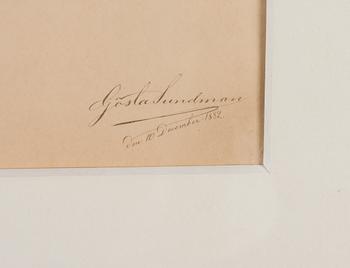 Gösta Sundman
den 10 December 1882.